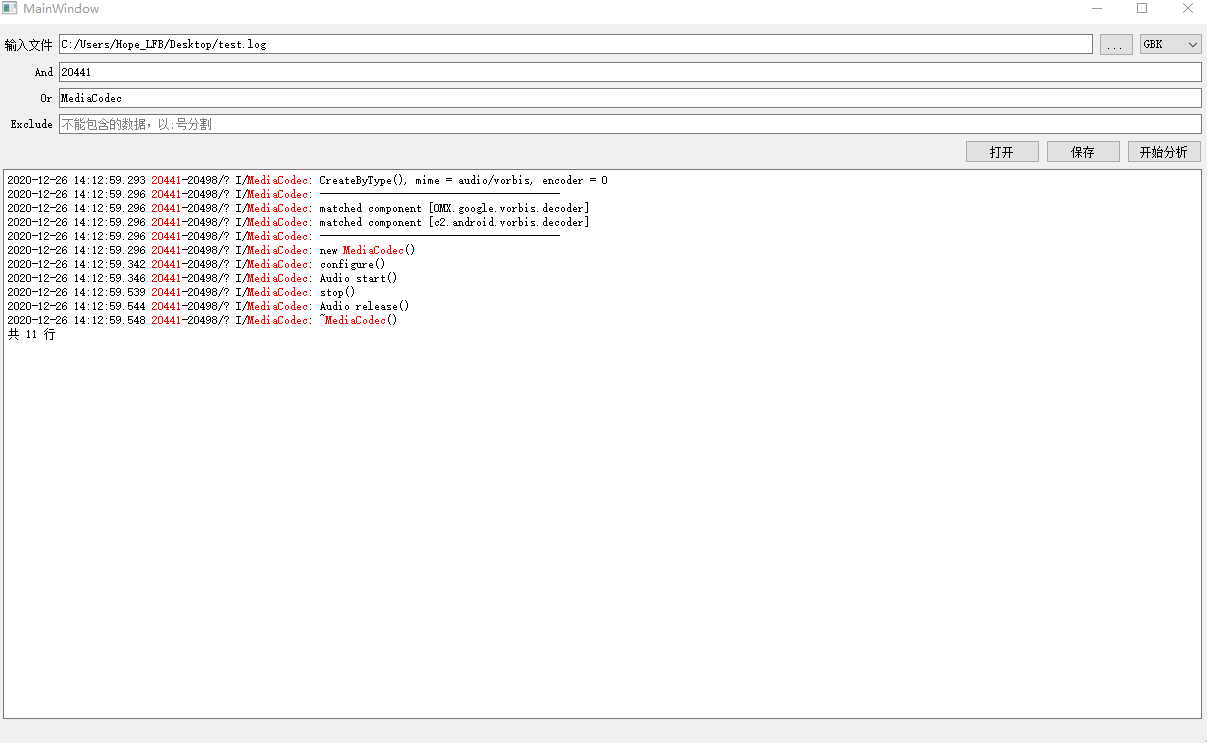 MainWindow
输入文件 C:/Users/Hope_LFB/Desktop/test.log ... GBK
And 20441
Or MediaCodec
Exclude 不能包含的数据，以;号分割
打开 保存 开始分析
2020-12-26 14:12:59.293 20441-20498/? I/MediaCodec: CreateByType(), mime = audio/vorbis, encoder = 0
2020-12-26 14:12:59.296 20441-20498/? I/MediaCodec: ----------------------------------------
2020-12-26 14:12:59.296 20441-20498/? I/MediaCodec: matched component [OMX.google.vorbis.decoder]
2020-12-26 14:12:59.296 20441-20498/? I/MediaCodec: matched component [c2.android.vorbis.decoder]
2020-12-26 14:12:59.296 20441-20498/? I/MediaCodec: ----------------------------------------
2020-12-26 14:12:59.296 20441-20498/? I/MediaCodec: new MediaCodec()
2020-12-26 14:12:59.342 20441-20498/? I/MediaCodec: configure()
2020-12-26 14:12:59.346 20441-20498/? I/MediaCodec: Audio start()
2020-12-26 14:12:59.539 20441-20498/? I/MediaCodec: stop()
2020-12-26 14:12:59.544 20441-20498/? I/MediaCodec: Audio release()
2020-12-26 14:12:59.548 20441-20498/? I/MediaCodec: ~MediaCodec()
共 11 行